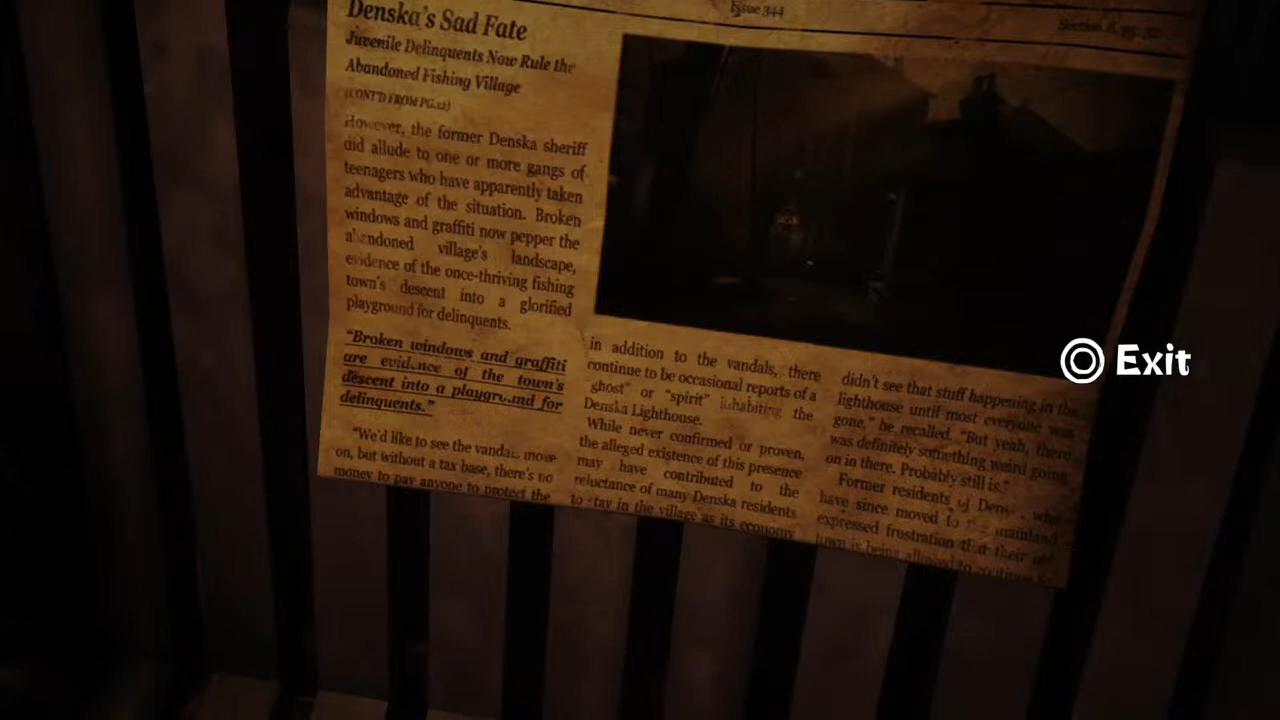 Issue 344
Denska's Sad Fate
Juvenile Delinquents Now Rule the
Abandoned Fishing Village
(CONT'D FROM PG.12)
However, the former Denska sheriff
did allude to one or more gangs of
teenagers who have apparently taken
advantage of the situation. Broken
windows and graffiti now pepper the
abandoned village's landscape,
evidence of the once-thriving fishing
town's descent into a glorified
playground for delinquents.
"Broken windows and graffiti
are evidence of the town's
descent into a playground for
delinquents."
"We'd like to see the vandals move
on, but without a tax base, there's no
money to pay anyone to protect the
in addition to the vandals, there
continue to be occasional reports of a
ghost" or "spirit" inhabiting the
Denska Lighthouse.
While never confirmed or proven,
the alleged existence of this presence
may have contributed to the
reluctance of many Denska residents
to stay in the village as its economy
didn't see that stuff happening in the
lighthouse until most everyone was
gone," he recalled. "But yeah, there
was definitely something weird going
on in there. Probably still is."
Former residents of Denska who
have since moved to mainland
expressed frustration that their
town is being allowed to
Exit